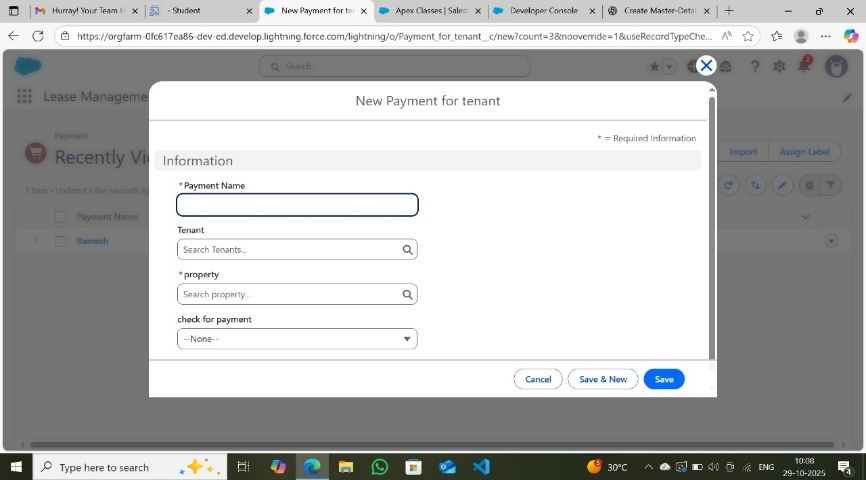 Hurray! Your Team H
- Student
New Payment for ter
Apex Classes | Sales
Developer Console
Create Master-Detai
https://orgfarm-0fc617ea86-dev-ed.develop.lightning.force.com/lightning/o/Payment_for_tenant__c/new?count=3&nooverride=1&useRecordTypeChec...
Search...
Lease Manageme
New Payment for tenant
* = Required Information
Payment
Recently Vi
Import
Assign Label
Information
1 item • Updated a few seconds ag
* Payment Name
Payment Name
Tenant
1
Ramesh
Search Tenants...
* property
Search property...
check for payment
--None--
Cancel
Save & New
Save
Type here to search
30°C
ENG
10:08
29-10-2025